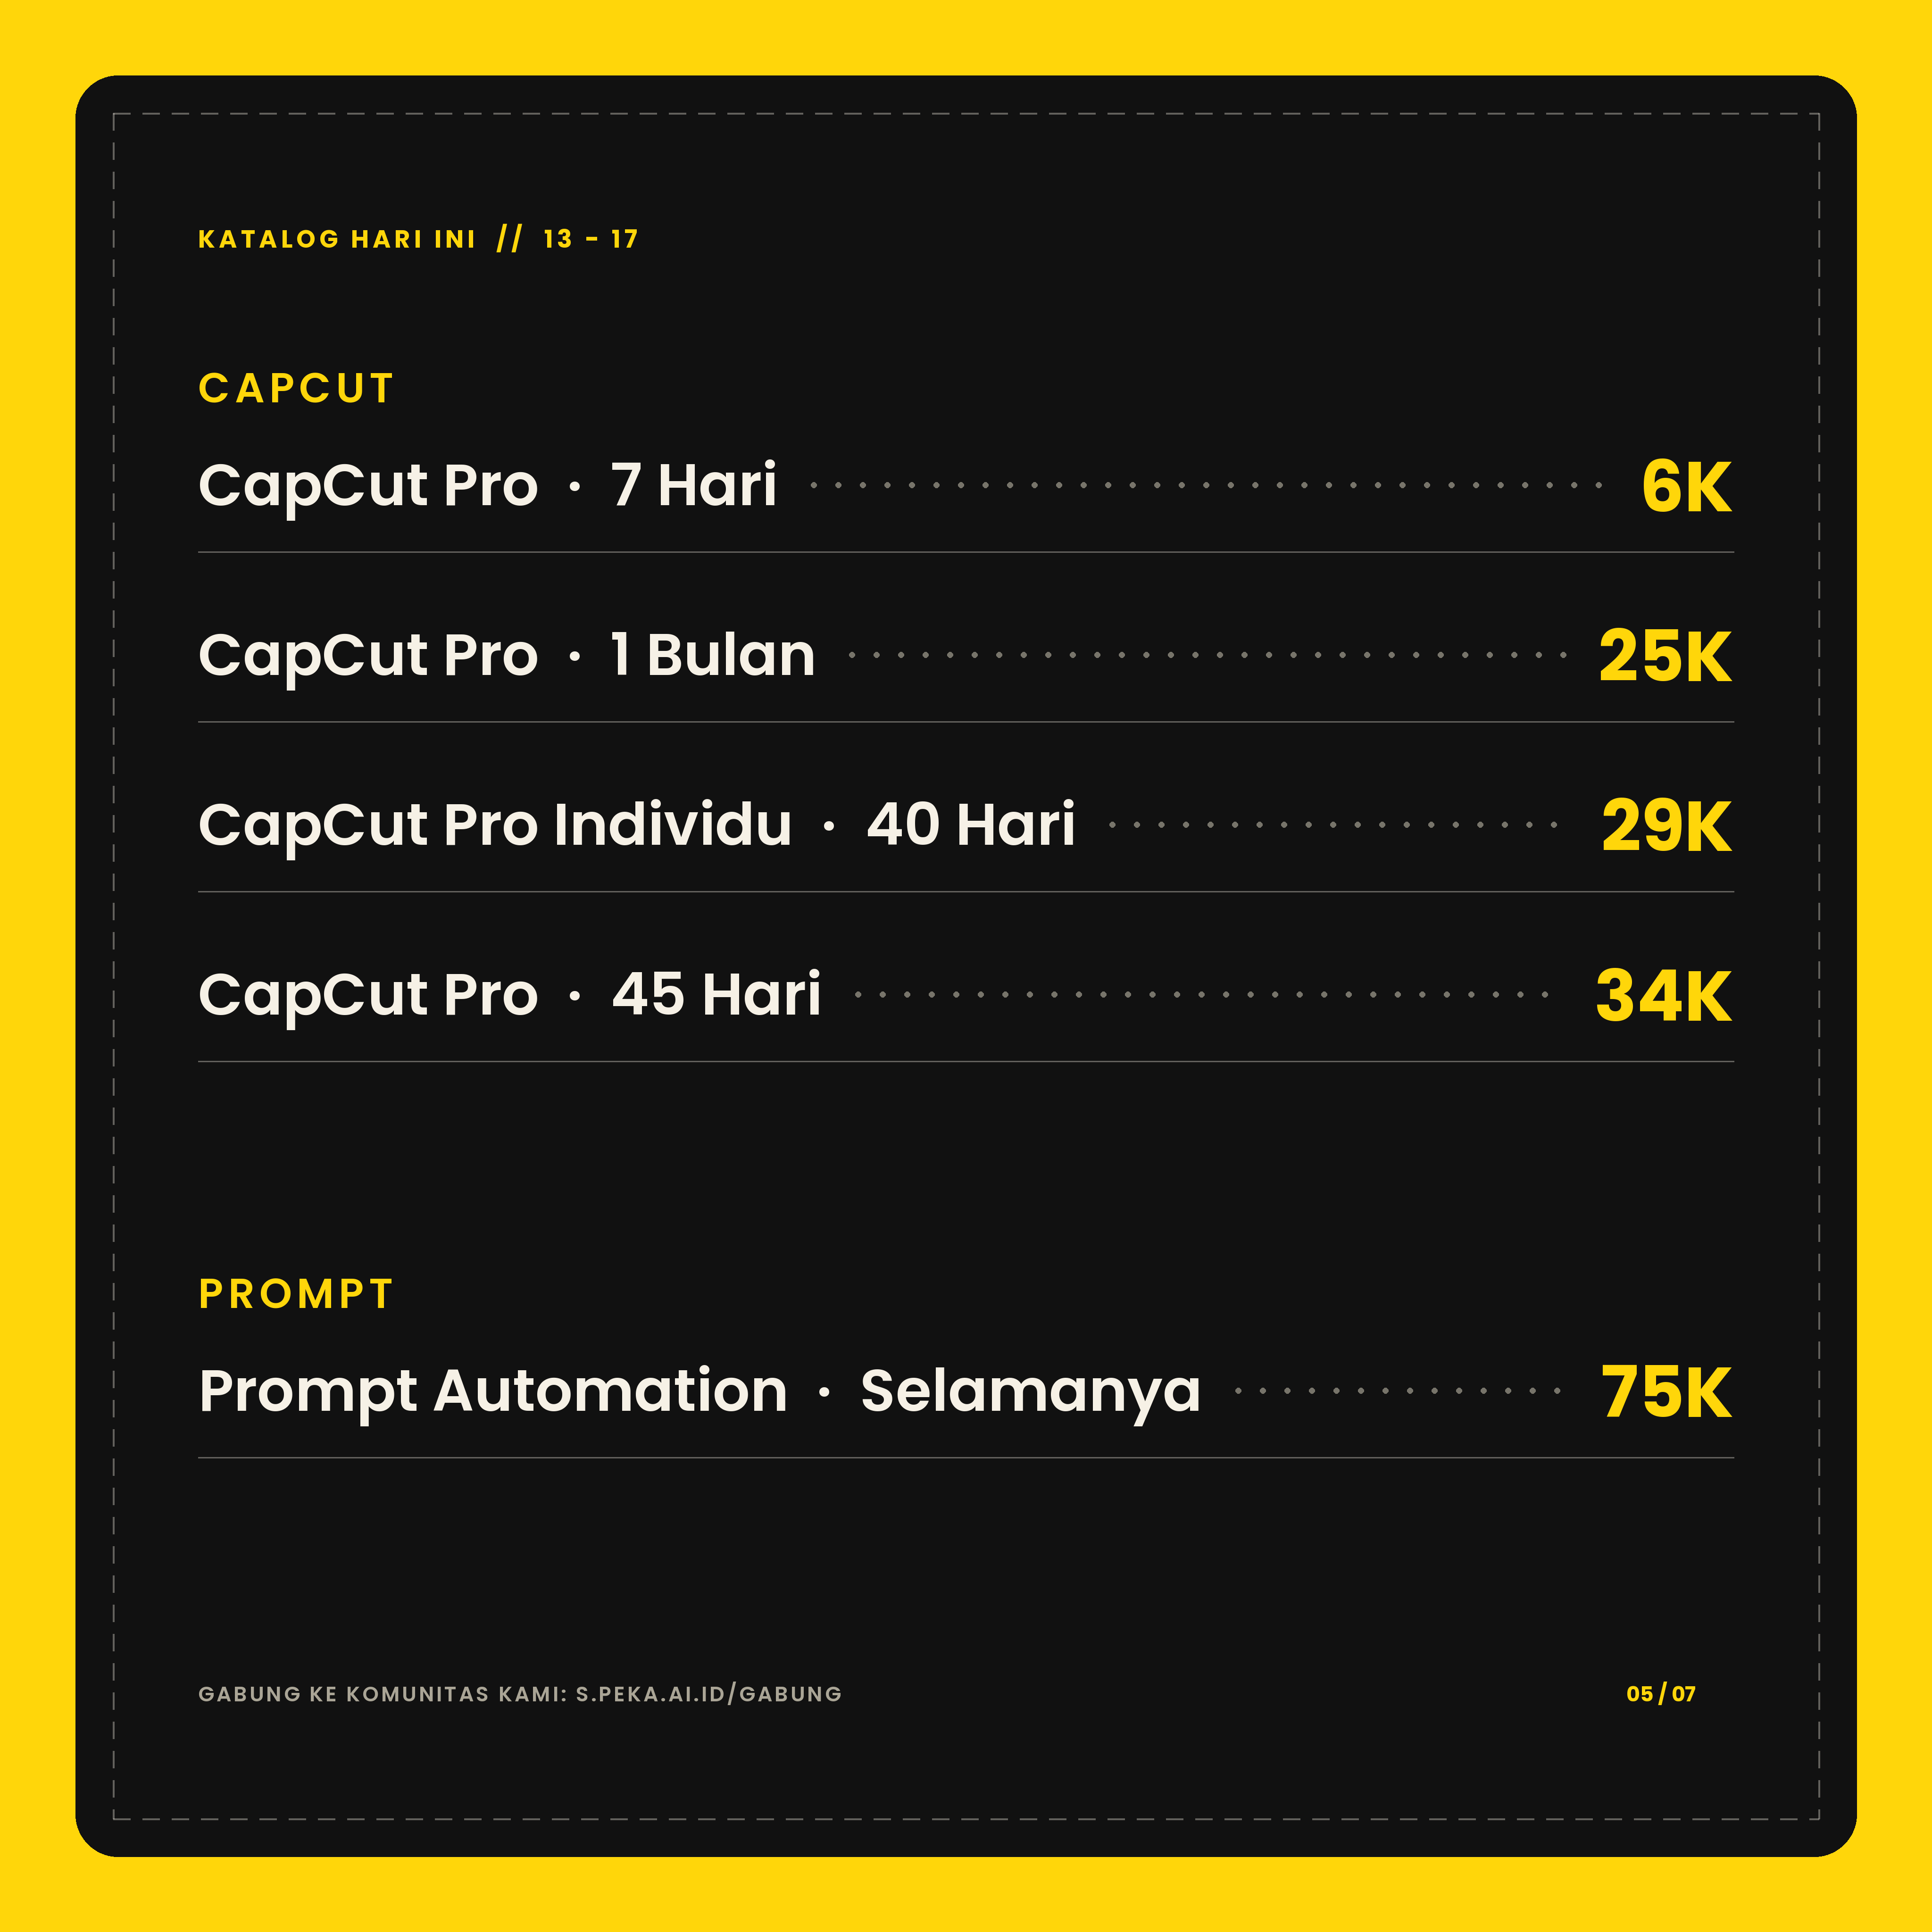 KATALOG HARI INI // 13 - 17
CAPCUT
CapCut Pro · 7 Hari 6K
CapCut Pro · 1 Bulan 25K
CapCut Pro Individu · 40 Hari 29K
CapCut Pro · 45 Hari 34K
PROMPT
Prompt Automation · Selamanya 75K
GABUNG KE KOMUNITAS KAMI: S.PEKA.AI.ID/GABUNG 05 / 07